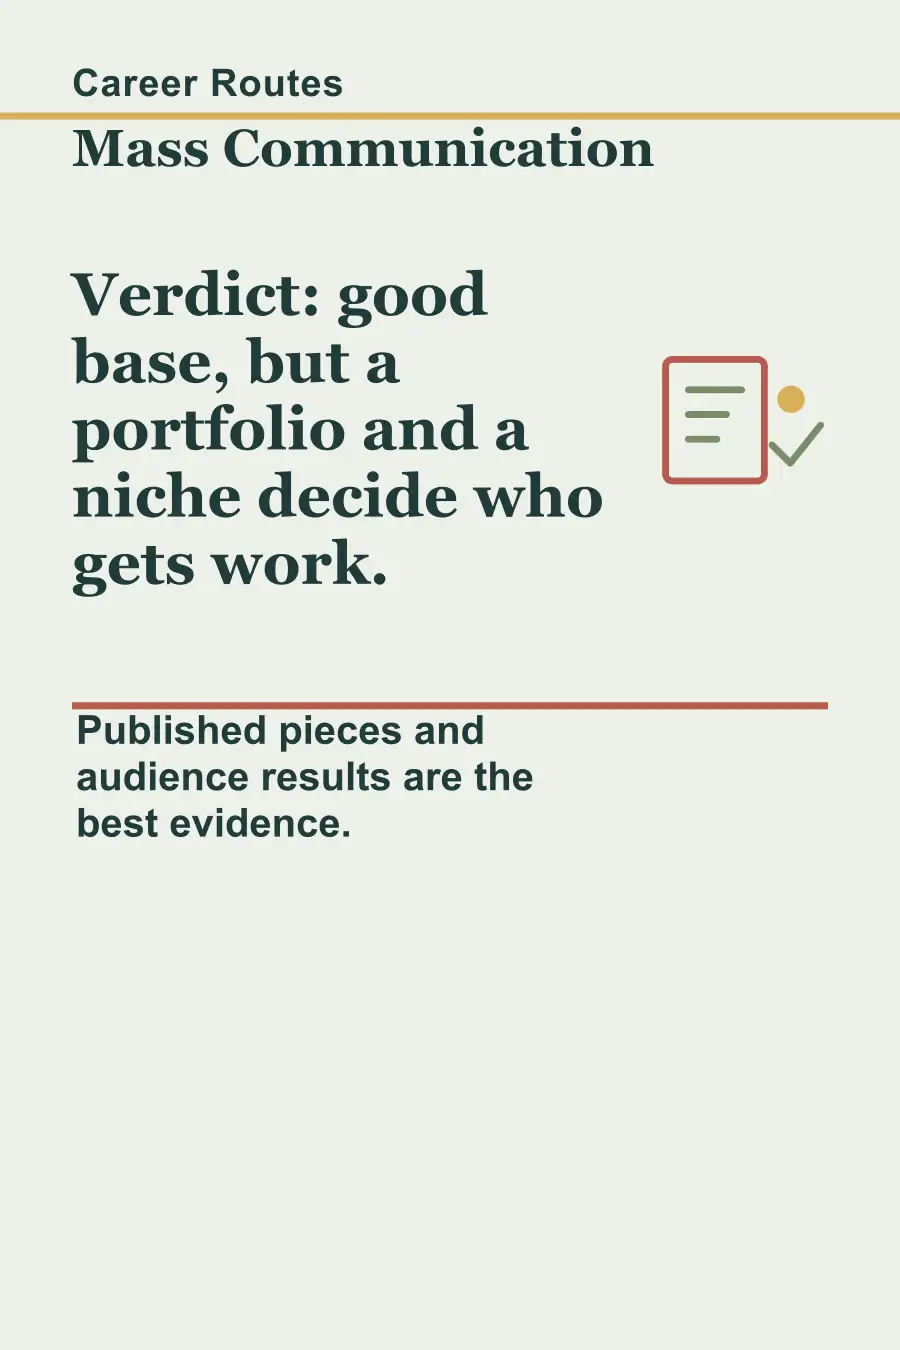 Career Routes
Mass Communication
Verdict: good
base, but a
portfolio and a
niche decide who
gets work.
Published pieces and
audience results are the
best evidence.